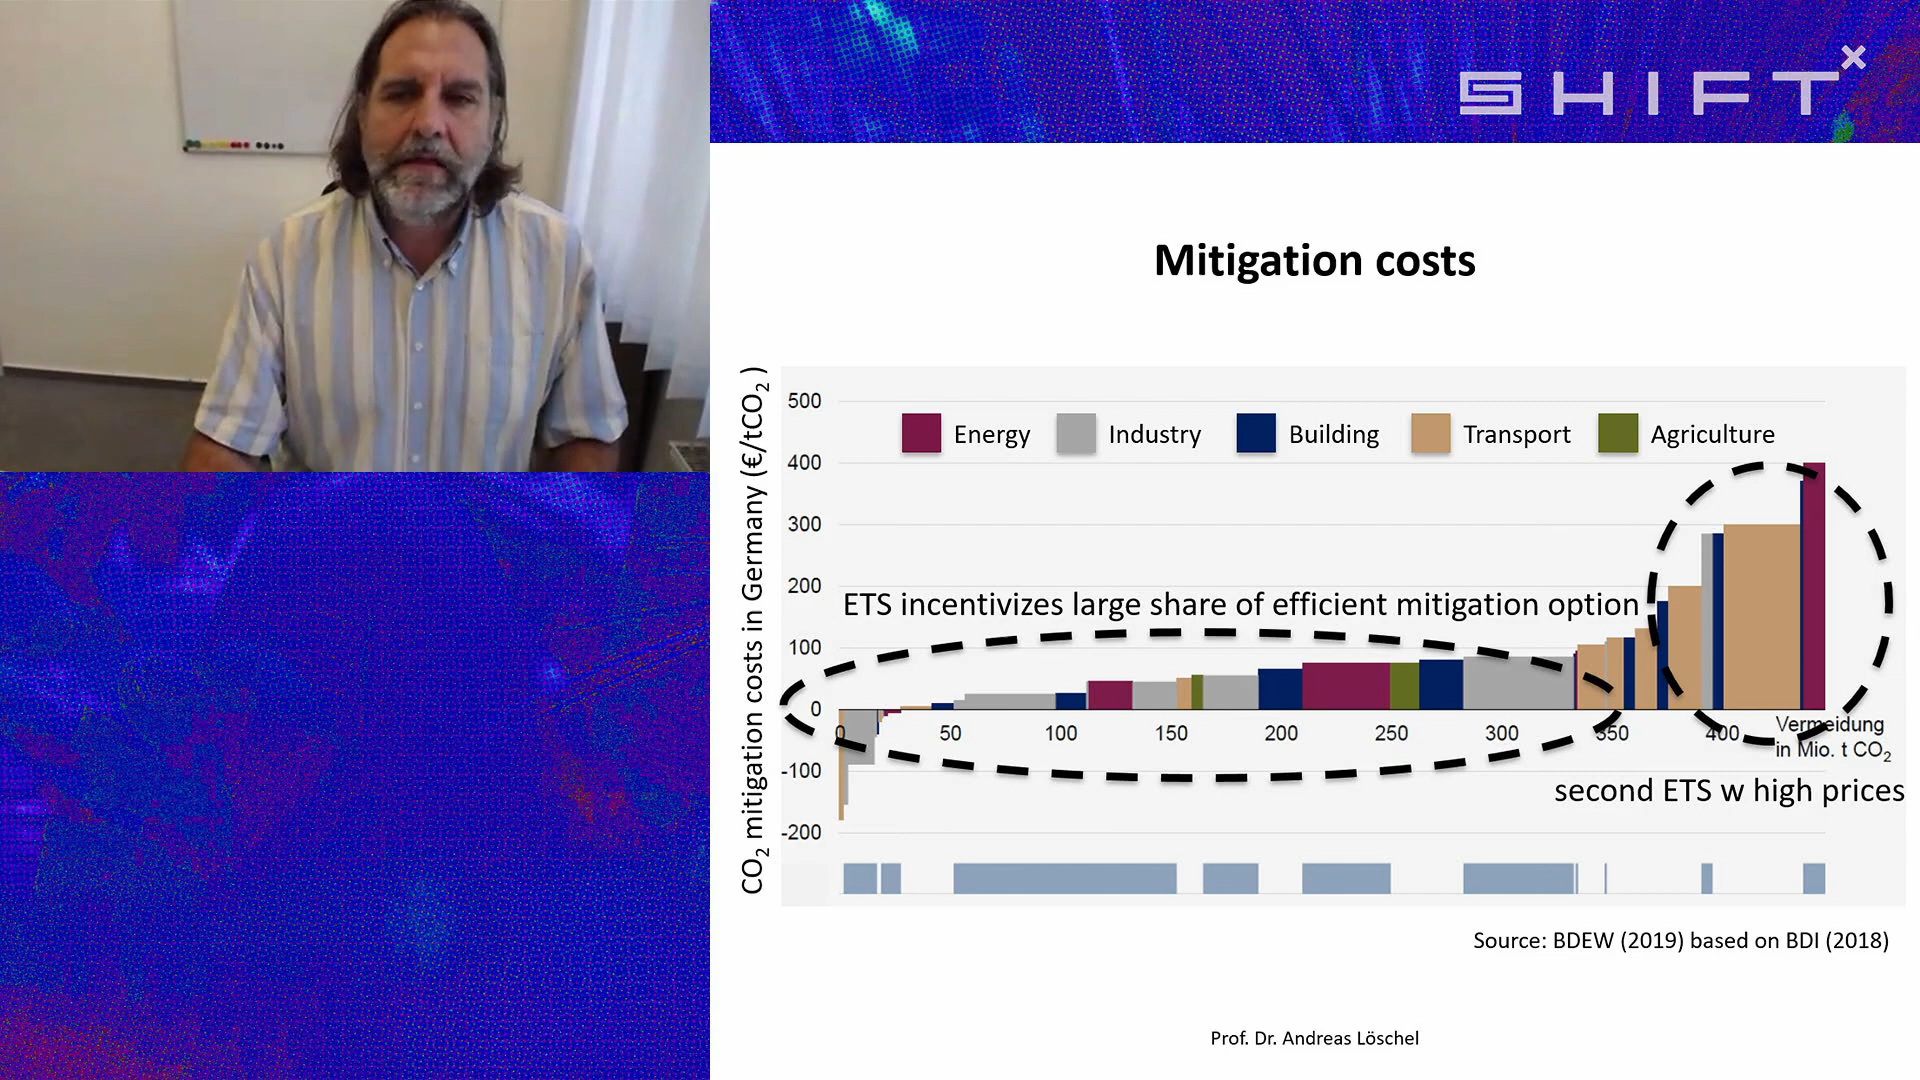 SHIFTx
Mitigation costs
CO2 mitigation costs in Germany (€/tCO2 )
500
Energy Industry Building Transport Agriculture
400
300
200
ETS incentivizes large share of efficient mitigation option
100
0
0 50 100 150 200 250 300 350 400
Vermeidung
in Mio. t CO2
-100
second ETS w high prices
-200
Source: BDEW (2019) based on BDI (2018)
Prof. Dr. Andreas Löschel